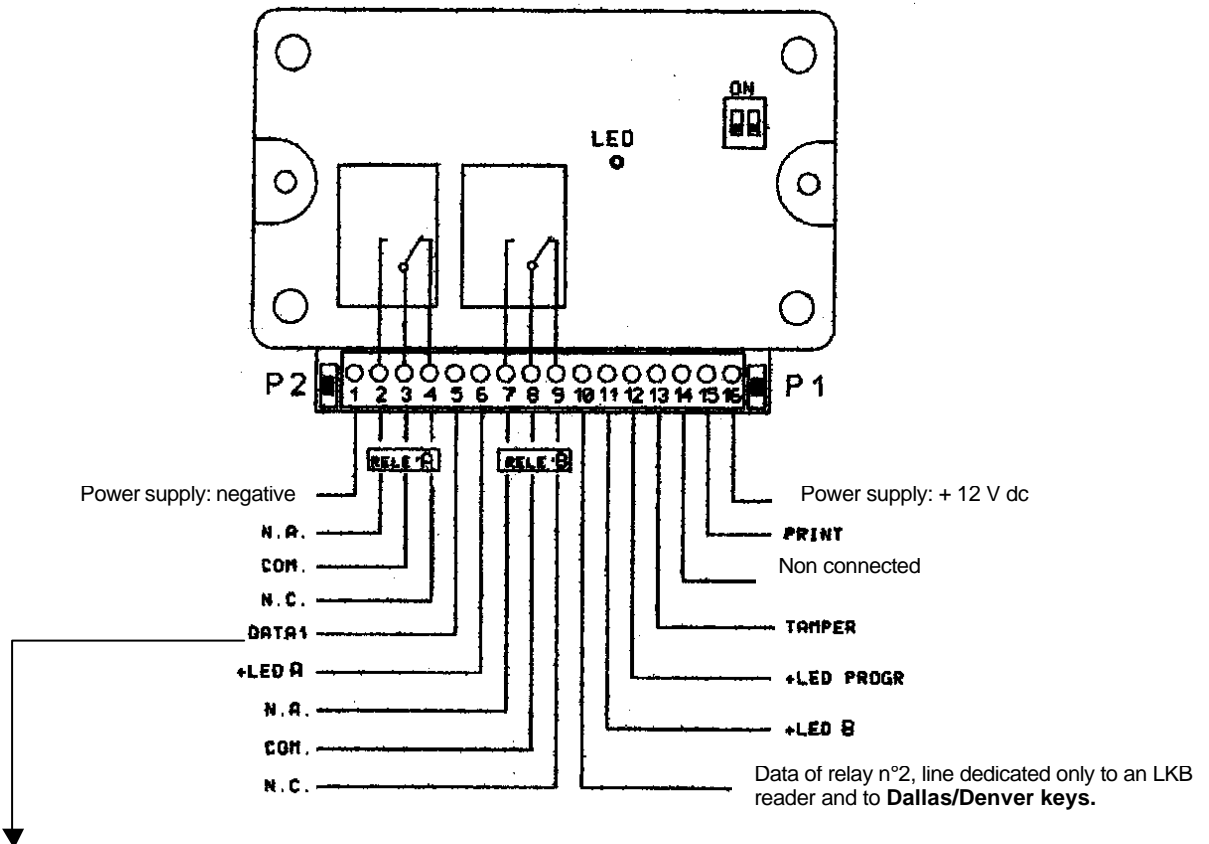 ON
LED
P2
P1
1 2 3 4 5 6 7 8 9 10 11 12 13 14 15 16
RELE'A
RELE'B
Power supply: negative
N.A.
COM.
N.C.
DATA1
+LED A
N.A.
COM.
N.C.
Power supply: + 12 V dc
PRINT
Non connected
TAMPER
+LED PROGR
+LED B
Data of relay n°2, line dedicated only to an LKB
reader and to Dallas/Denver keys.